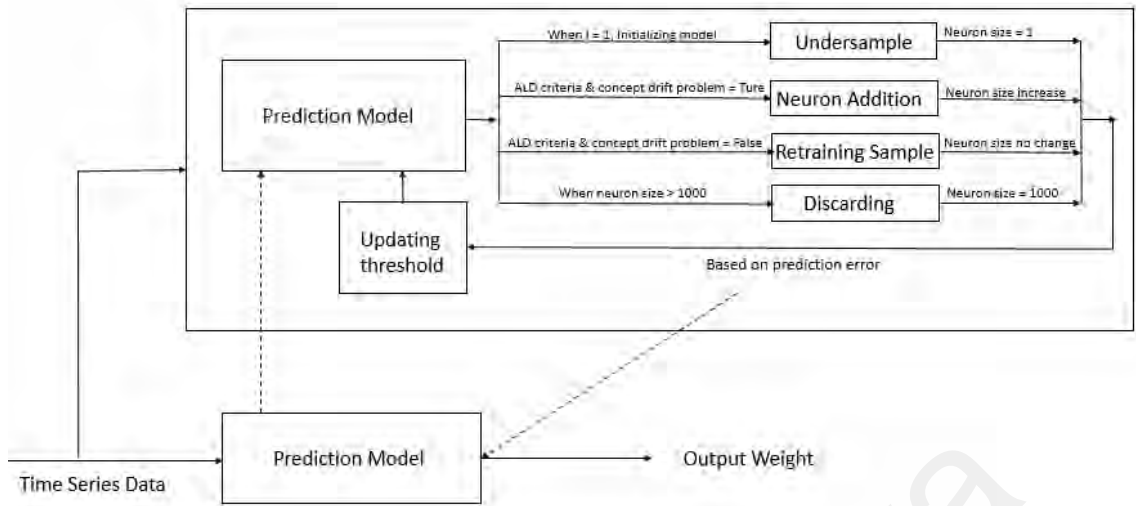 When i = 1, Initializing model
Undersample
Neuron size = 1
Prediction Model
ALD criteria & concept drift problem = Ture
Neuron Addition
Neuron size increase
ALD criteria & concept drift problem = False
Retraining Sample
Neuron size no change
When neuron size > 1000
Discarding
Neuron size = 1000
Updating
threshold
Based on prediction error
Prediction Model
Output Weight
Time Series Data